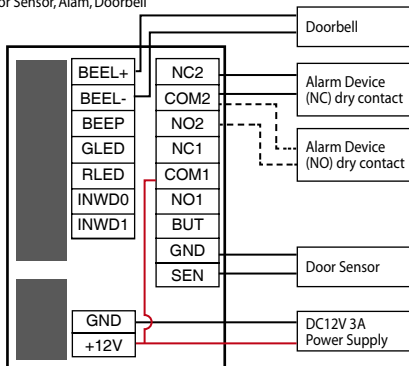 or Sensor, Alam, Doorbell
Doorbell
BEEL+
BEEL-
BEEP
GLED
RLED
INWD0
INWD1
GND
+12V
NC2
COM2
NO2
NC1
COM1
NO1
BUT
GND
SEN
Alarm Device
(NC) dry contact
Alarm Device
(NO) dry contact
Door Sensor
DC12V 3A
Power Supply